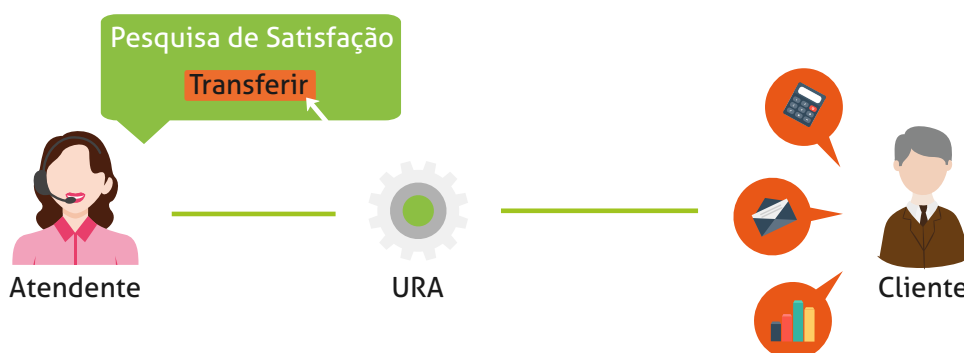 Pesquisa de Satisfação
Transferir
Atendente
URA
Cliente